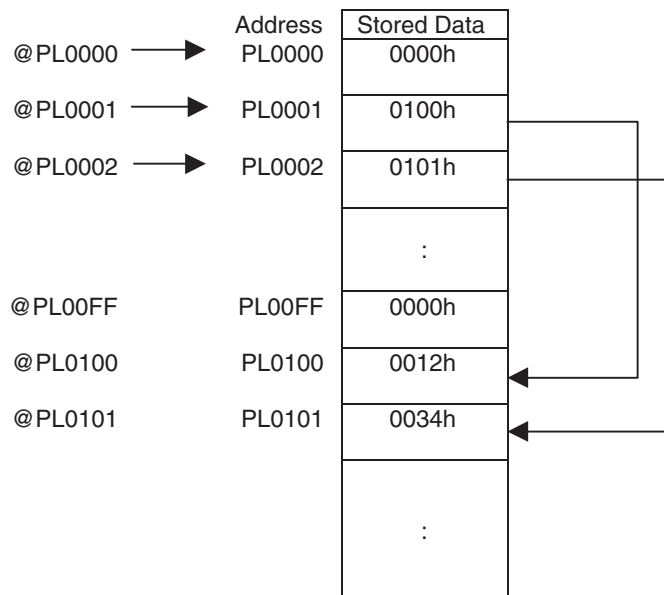 Address Stored Data
@PL0000 PL0000 0000h
@PL0001 PL0001 0100h
@PL0002 PL0002 0101h
:
@PL00FF PL00FF 0000h
@PL0100 PL0100 0012h
@PL0101 PL0101 0034h
: